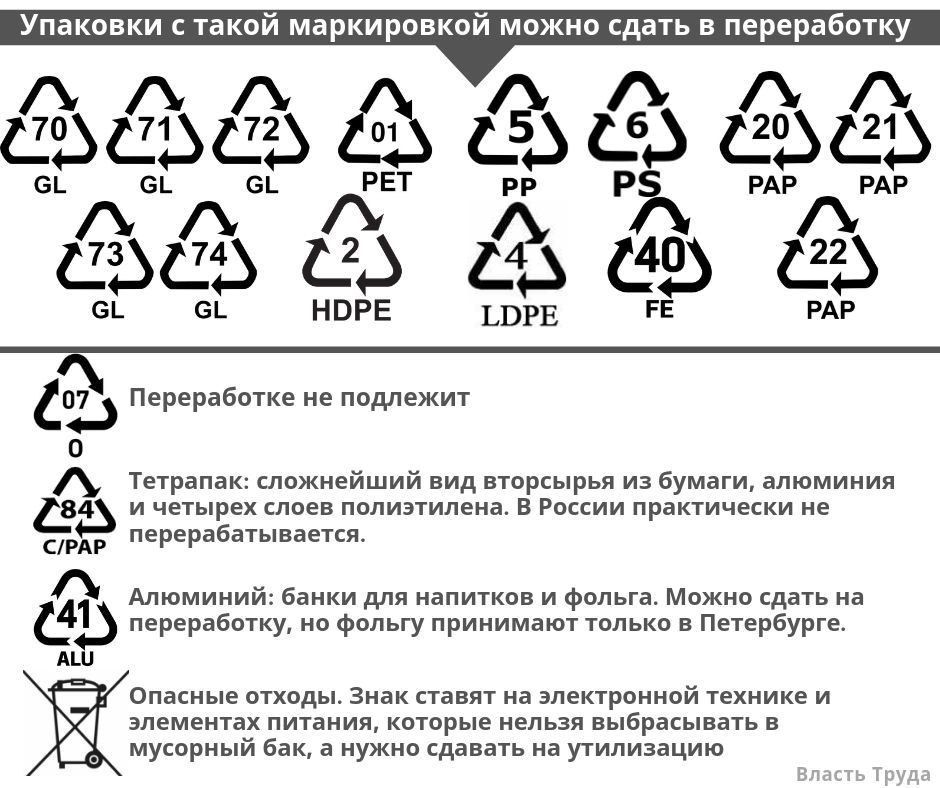 Упаковки с такой маркировкой можно сдать в переработку
70 71 72 01 5 6 20 21
GL GL GL PET PP PS PAP PAP
73 74 2 4 40 22
GL GL HDPE LDPE FE PAP
07
O
Переработке не подлежит
84
C/PAP
Тетрапак: сложнейший вид вторсырья из бумаги, алюминия
и четырех слоев полиэтилена. В России практически не
перерабатывается.
41
ALU
Алюминий: банки для напитков и фольга. Можно сдать на
переработку, но фольгу принимают только в Петербурге.
Опасные отходы. Знак ставят на электронной технике и
элементах питания, которые нельзя выбрасывать в
мусорный бак, а нужно сдавать на утилизацию
Власть Труда